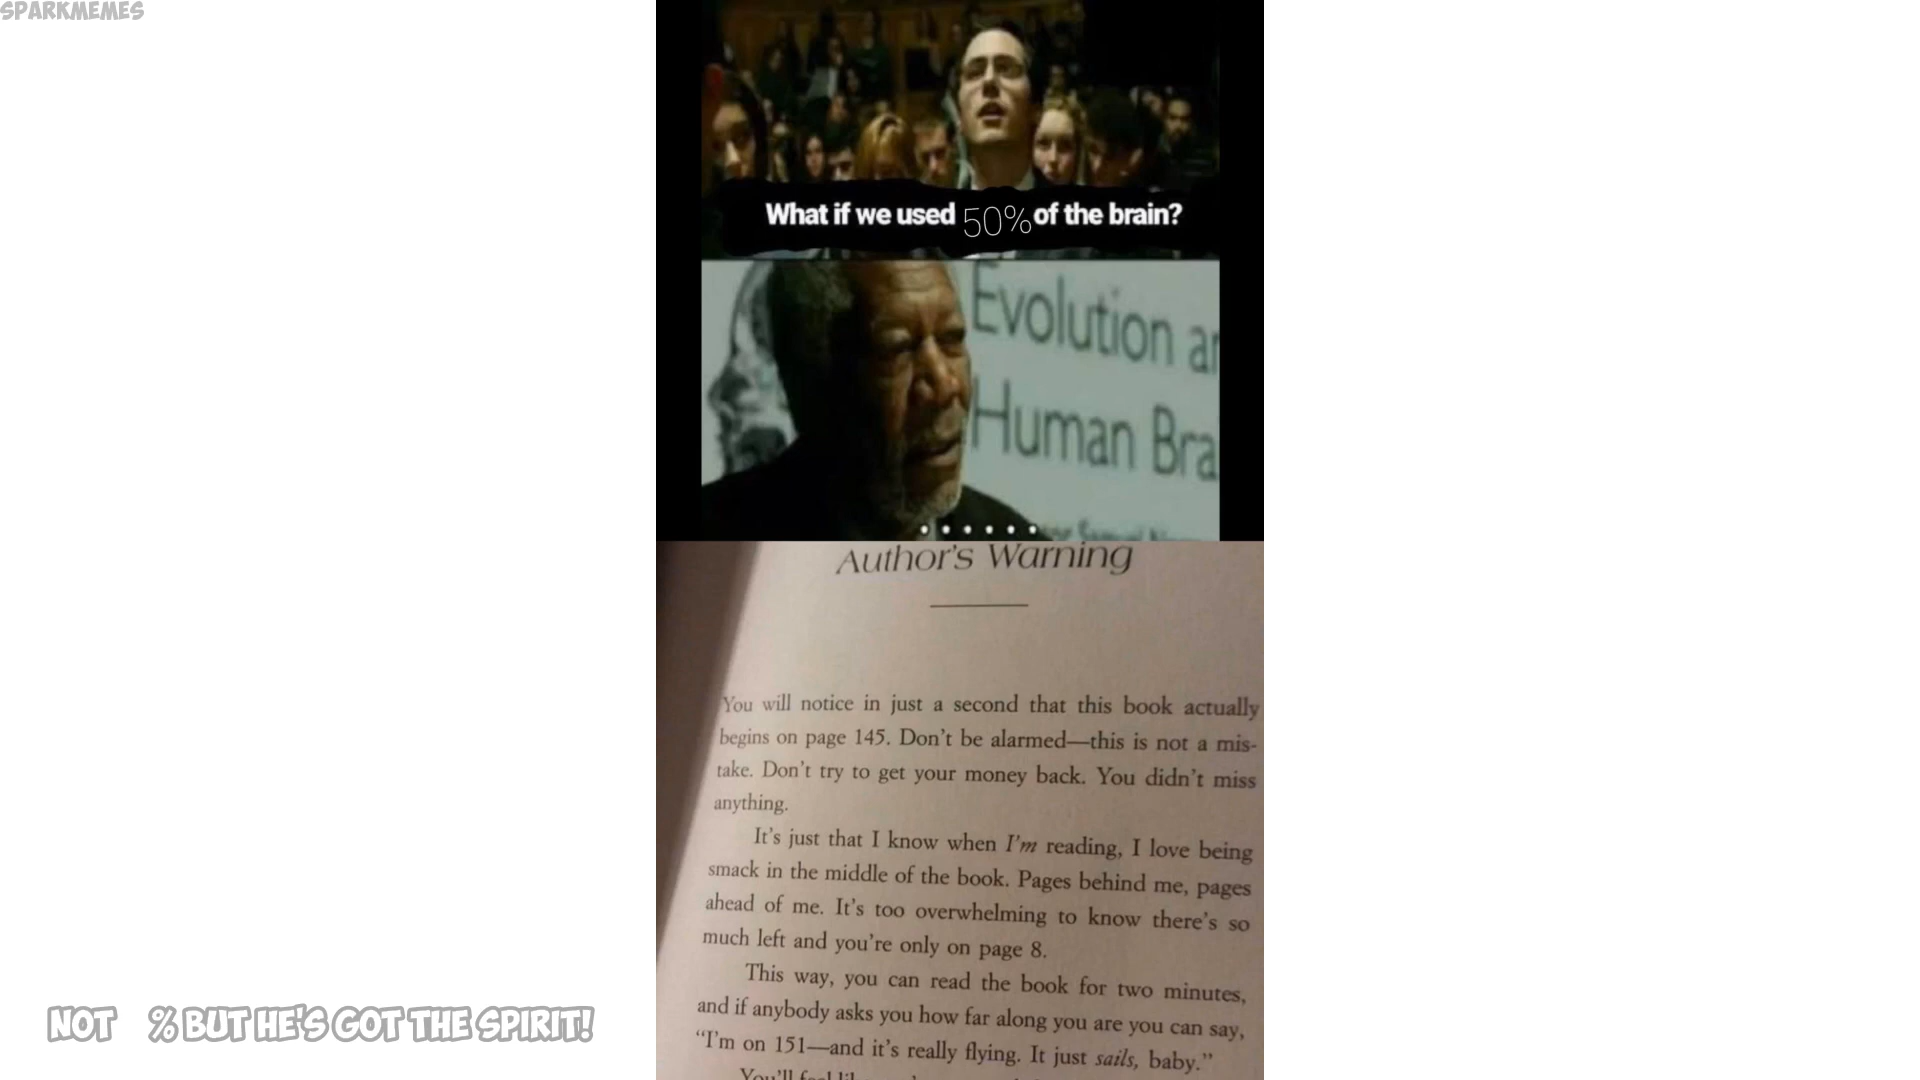 SPARKMEMES
What if we used 50% of the brain?
Evolution
Human
Author's Warning
You will notice in just a second that this book actually
begins on page 145. Don't be alarmed—this is not a mis-
take. Don't try to get your money back. You didn't miss
anything.
It's just that I know when I'm reading, I love being
smack in the middle of the book. Pages behind me, pages
ahead of me. It's too overwhelming to know there's so
much left and you're only on page 8.
This way, you can read the book for two minutes,
and if anybody asks you how far along you are you can say,
"I'm on 151—and it's really flying. It just sails, baby."
NOT % BUT HE'S GOT THE SPIRIT!